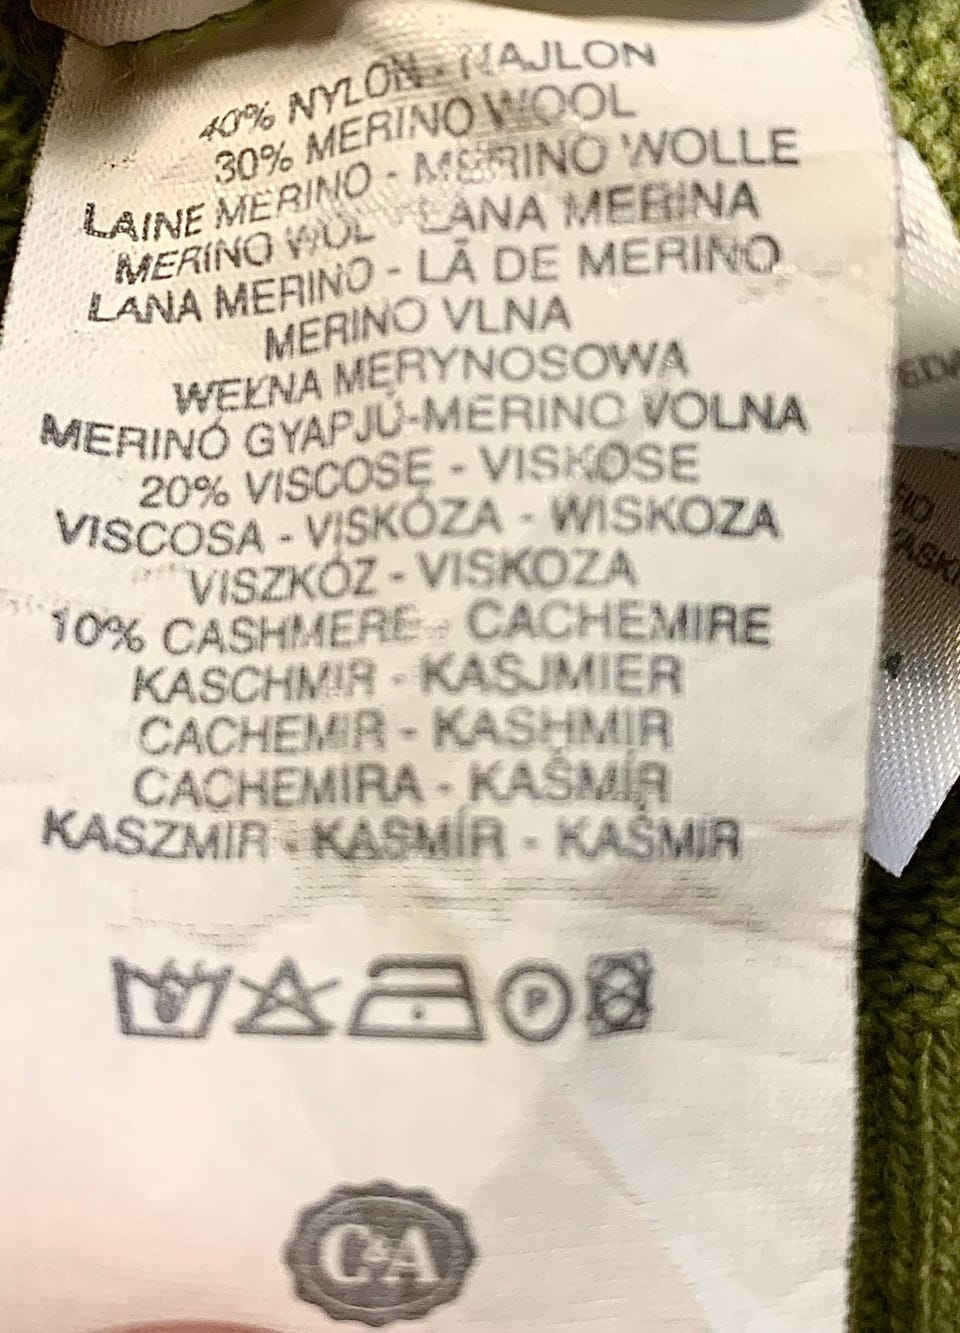 40% NYLON - NAJLON
30% MERINO WOOL
LAINE MERINO - MERINO WOLLE
MERINO WOL - LANA MERINA
LANA MERINO - LÃ DE MERINO
MERINO VLNA
WEŁNA MERYNOSOWA
MERINÓ GYAPJÚ-MERINO VOLNA
20% VISCOSE - VISKOSE
VISCOSA - VISKÓZA - WISKOZA
VISZKÓZ - VISKOZA
10% CASHMERE - CACHEMIRE
KASCHMIR - KASJMIER
CACHEMIR - KASHMIR
CACHEMIRA - KAŠMÍR
KASZMIR - KASMÍR - KAŠMIR
P
C&A